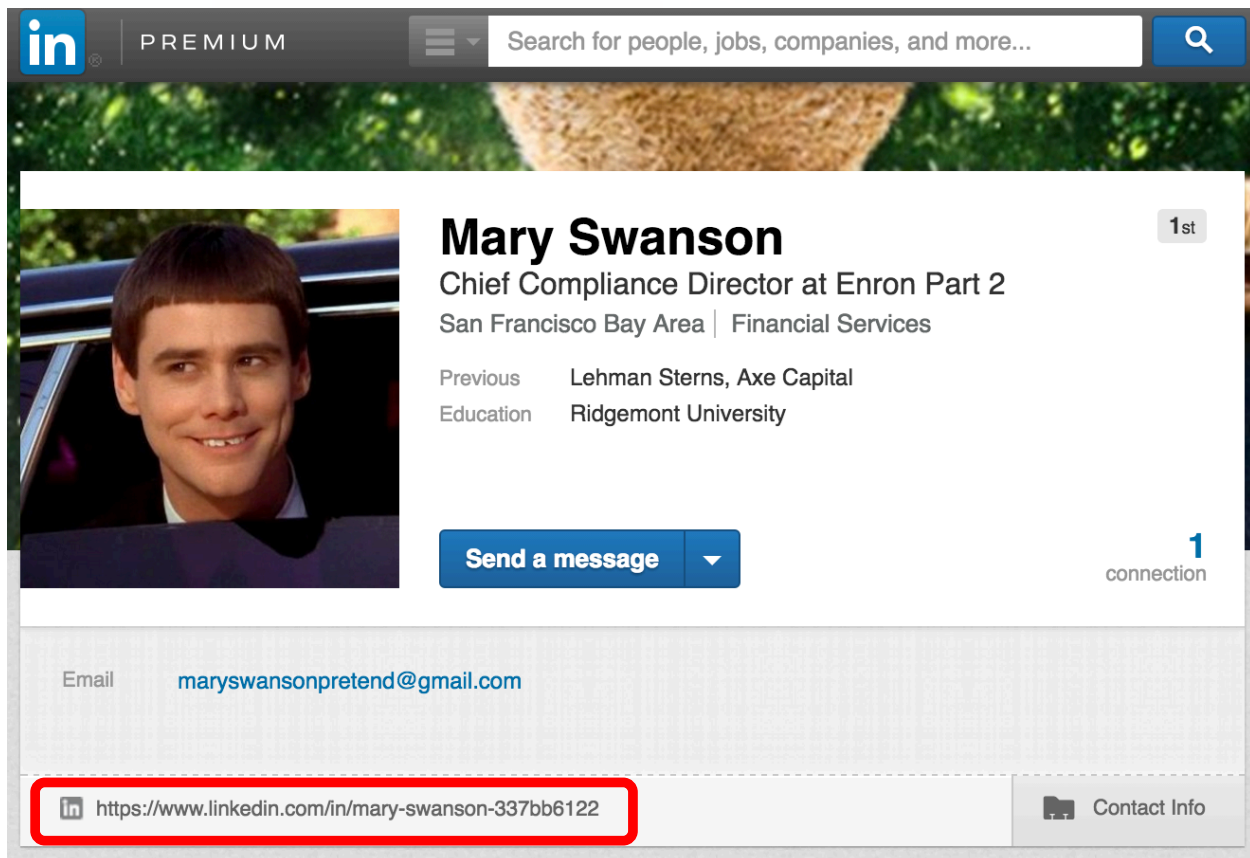 in ® PREMIUM Search for people, jobs, companies, and more...
Mary Swanson 1st
Chief Compliance Director at Enron Part 2
San Francisco Bay Area | Financial Services
Previous Lehman Sterns, Axe Capital
Education Ridgemont University
Send a message 1
connection
Email maryswansonpretend@gmail.com
in https://www.linkedin.com/in/mary-swanson-337bb6122 Contact Info